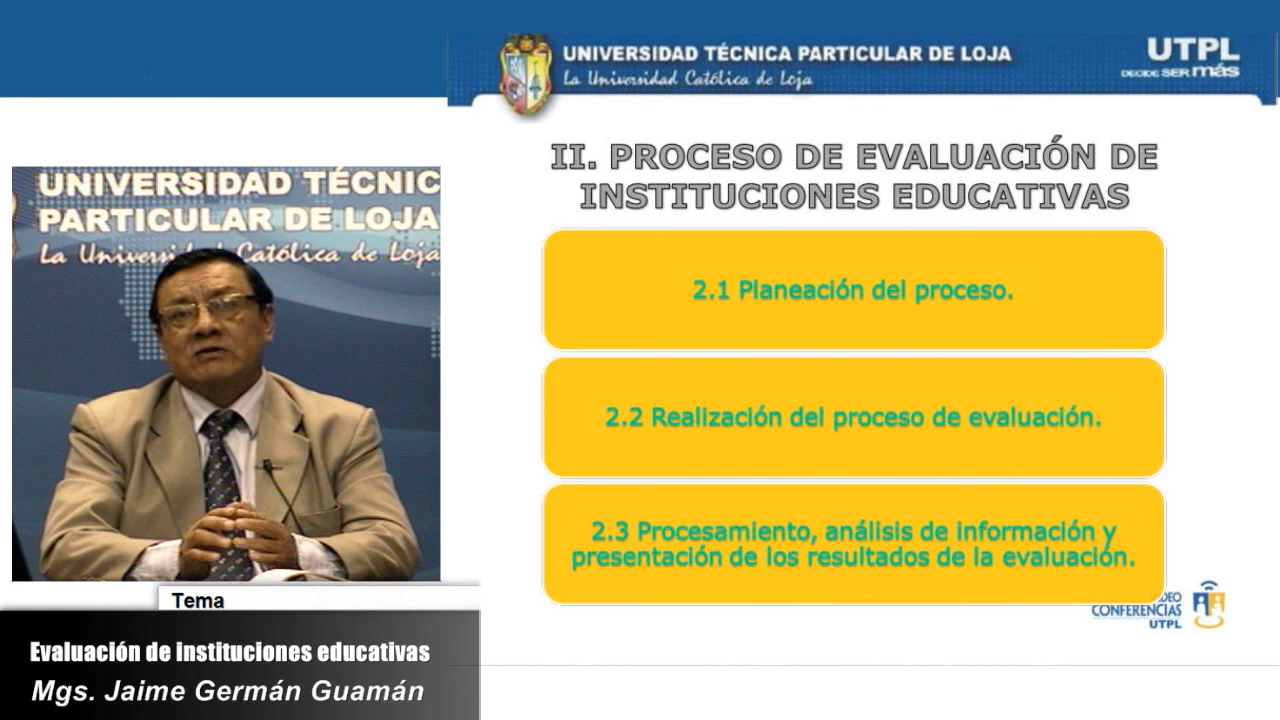 UNIVERSIDAD TÉCNICA PARTICULAR DE LOJA
La Universidad Católica de Loja
UTPL
DECIDE SER más
II. PROCESO DE EVALUACIÓN DE
INSTITUCIONES EDUCATIVAS
2.1 Planeación del proceso.
2.2 Realización del proceso de evaluación.
2.3 Procesamiento, análisis de información y
presentación de los resultados de la evaluación.
CONFERENCIAS
UTPL
UNIVERSIDAD TÉCNIC
PARTICULAR DE LOJA
La Católica de Loja
Tema
Evaluación de instituciones educativas
Mgs. Jaime Germán Guamán